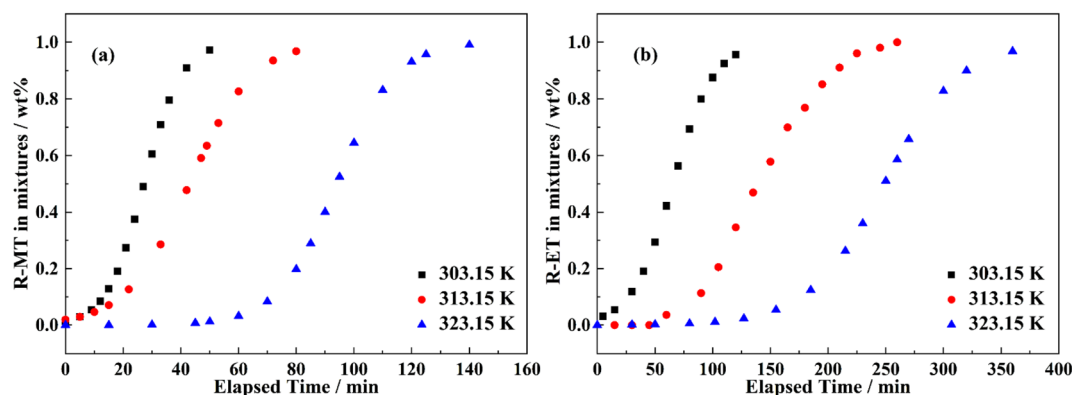 (a)
R-MT in mixtures / wt%
1.0
0.8
0.6
0.4
0.2
0.0
303.15 K
313.15 K
323.15 K
0 20 40 60 80 100 120 140 160
Elapsed Time / min
(b)
R-ET in mixtures / wt%
1.0
0.8
0.6
0.4
0.2
0.0
303.15 K
313.15 K
323.15 K
0 50 100 150 200 250 300 350 400
Elapsed Time / min